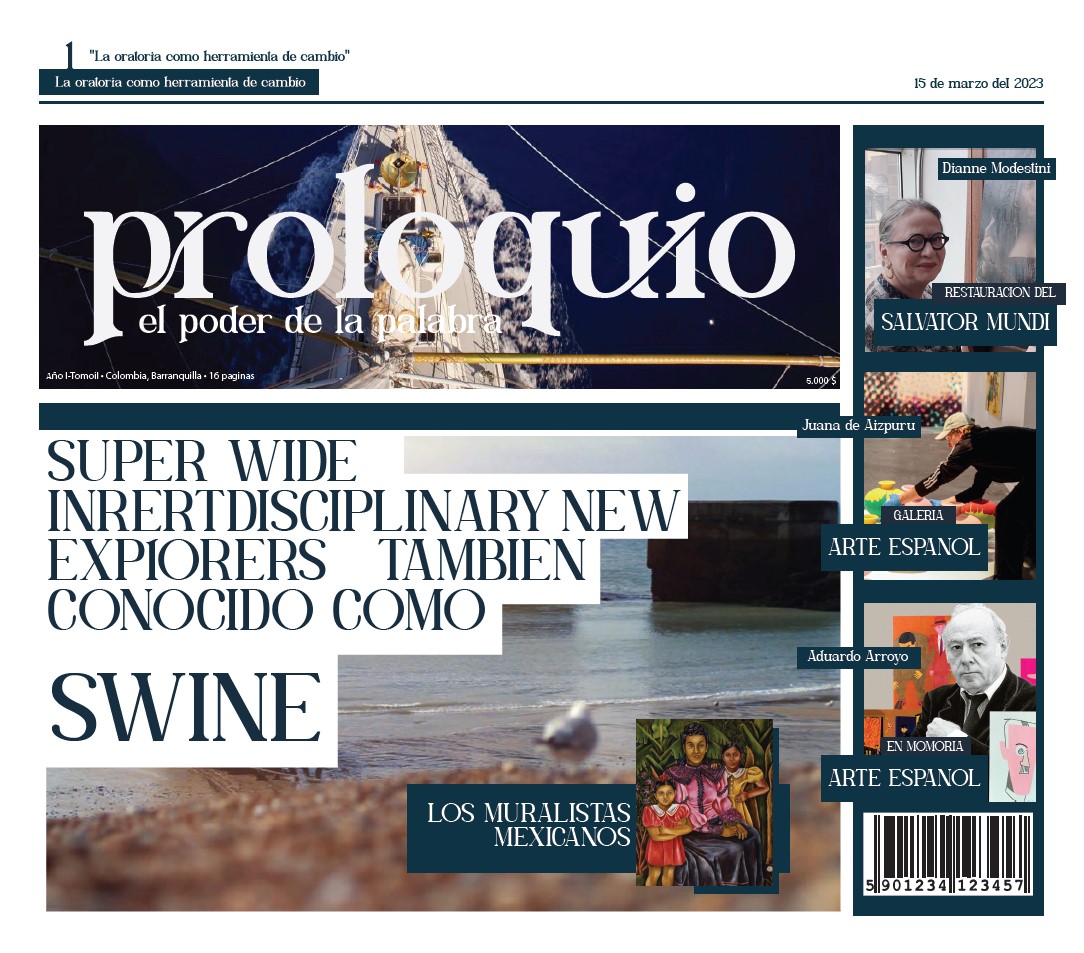 1 "La oratoria como herramienta de cambio"
La oratoria como herramienta de cambio
15 de marzo del 2023
proloquio
el poder de la palabra
Año I-Tomoil • Colombia, Barranquilla • 16 paginas
5.000 $
SUPER WIDE
INRERTDISCIPLINARY NEW
EXP1ORERS TAMBIEN
CONOCIDO COMO
SWINE
LOS MURALISTAS
MEXICANOS
Dianne Modestini
RESTAURACION DEL
SALVATOR MUNDI
Juana de Aizpuru
GALERIA
ARTE ESPANOL
Aduardo Arroyo
EN MOMORIA
ARTE ESPANOL
5 901234 123457